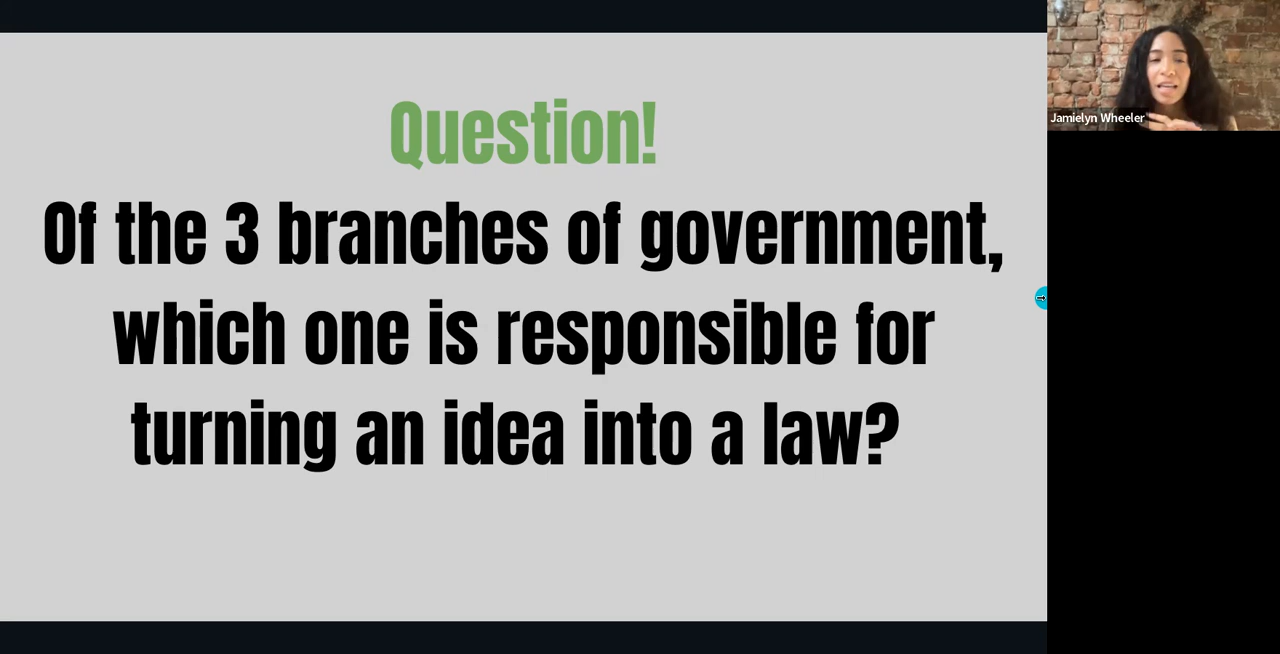 Question!
Of the 3 branches of government,
which one is responsible for
turning an idea into a law?
Jamielyn Wheeler